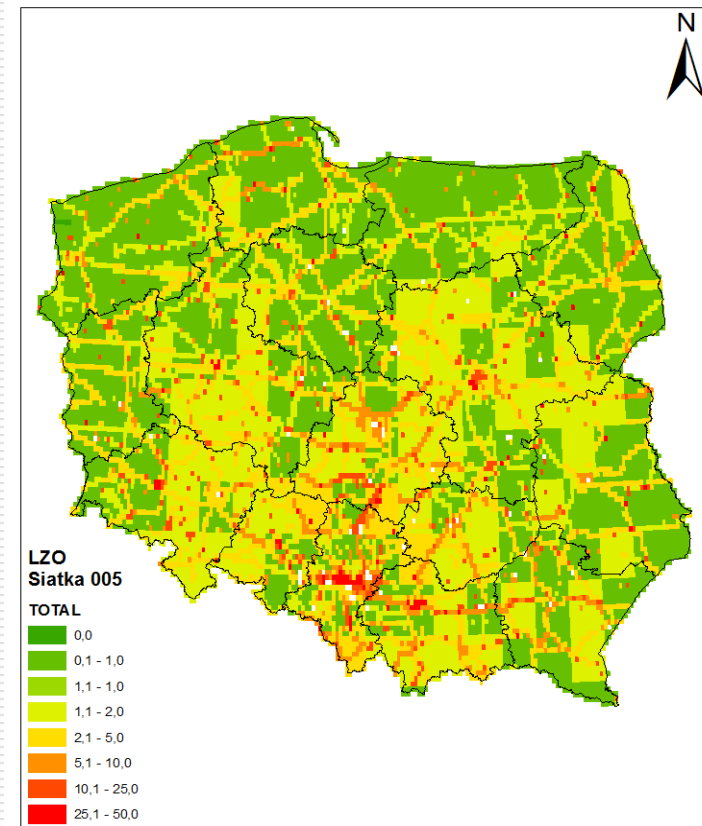 N
LZO
Siatka 005
TOTAL
0,0
0,1 - 1,0
1,1 - 1,0
1,1 - 2,0
2,1 - 5,0
5,1 - 10,0
10,1 - 25,0
25,1 - 50,0